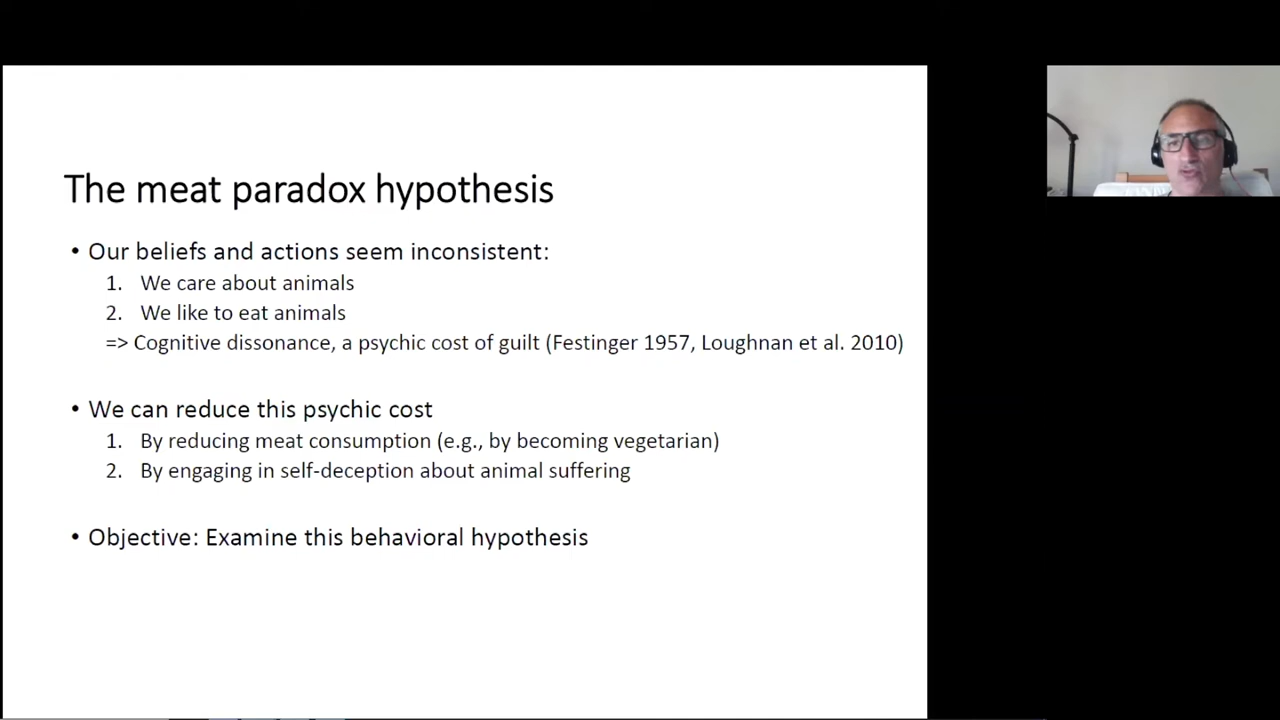 The meat paradox hypothesis
• Our beliefs and actions seem inconsistent:
1. We care about animals
2. We like to eat animals
=> Cognitive dissonance, a psychic cost of guilt (Festinger 1957, Loughnan et al. 2010)
• We can reduce this psychic cost
1. By reducing meat consumption (e.g., by becoming vegetarian)
2. By engaging in self-deception about animal suffering
• Objective: Examine this behavioral hypothesis